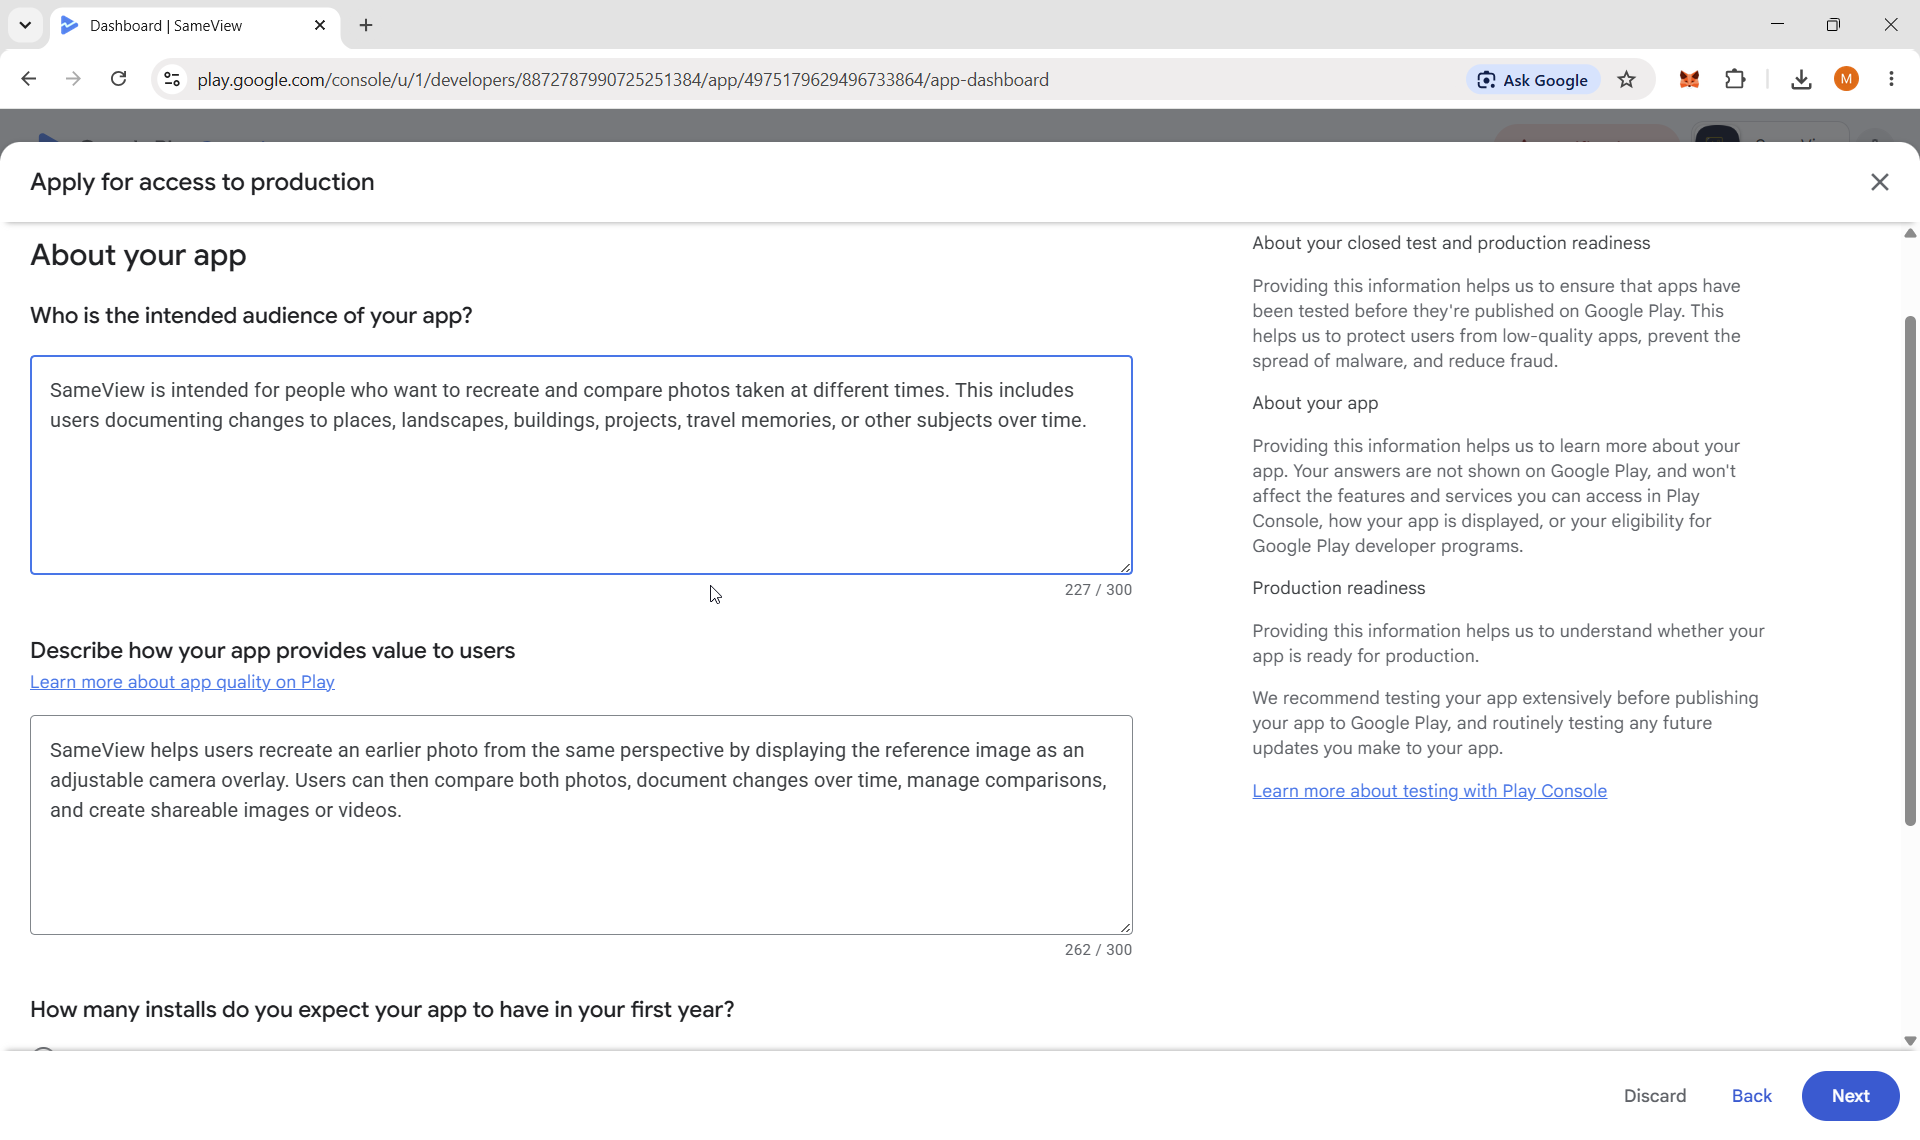 Dashboard | SameView
play.google.com/console/u/1/developers/8872787990725251384/app/4975179629496733864/app-dashboard
Ask Google
M
Apply for access to production
About your app
Who is the intended audience of your app?
SameView is intended for people who want to recreate and compare photos taken at different times. This includes
users documenting changes to places, landscapes, buildings, projects, travel memories, or other subjects over time.
227 / 300
Describe how your app provides value to users
Learn more about app quality on Play
SameView helps users recreate an earlier photo from the same perspective by displaying the reference image as an
adjustable camera overlay. Users can then compare both photos, document changes over time, manage comparisons,
and create shareable images or videos.
262 / 300
How many installs do you expect your app to have in your first year?
About your closed test and production readiness
Providing this information helps us to ensure that apps have
been tested before they're published on Google Play. This
helps us to protect users from low-quality apps, prevent the
spread of malware, and reduce fraud.
About your app
Providing this information helps us to learn more about your
app. Your answers are not shown on Google Play, and won't
affect the features and services you can access in Play
Console, how your app is displayed, or your eligibility for
Google Play developer programs.
Production readiness
Providing this information helps us to understand whether your
app is ready for production.
We recommend testing your app extensively before publishing
your app to Google Play, and routinely testing any future
updates you make to your app.
Learn more about testing with Play Console
Discard
Back
Next